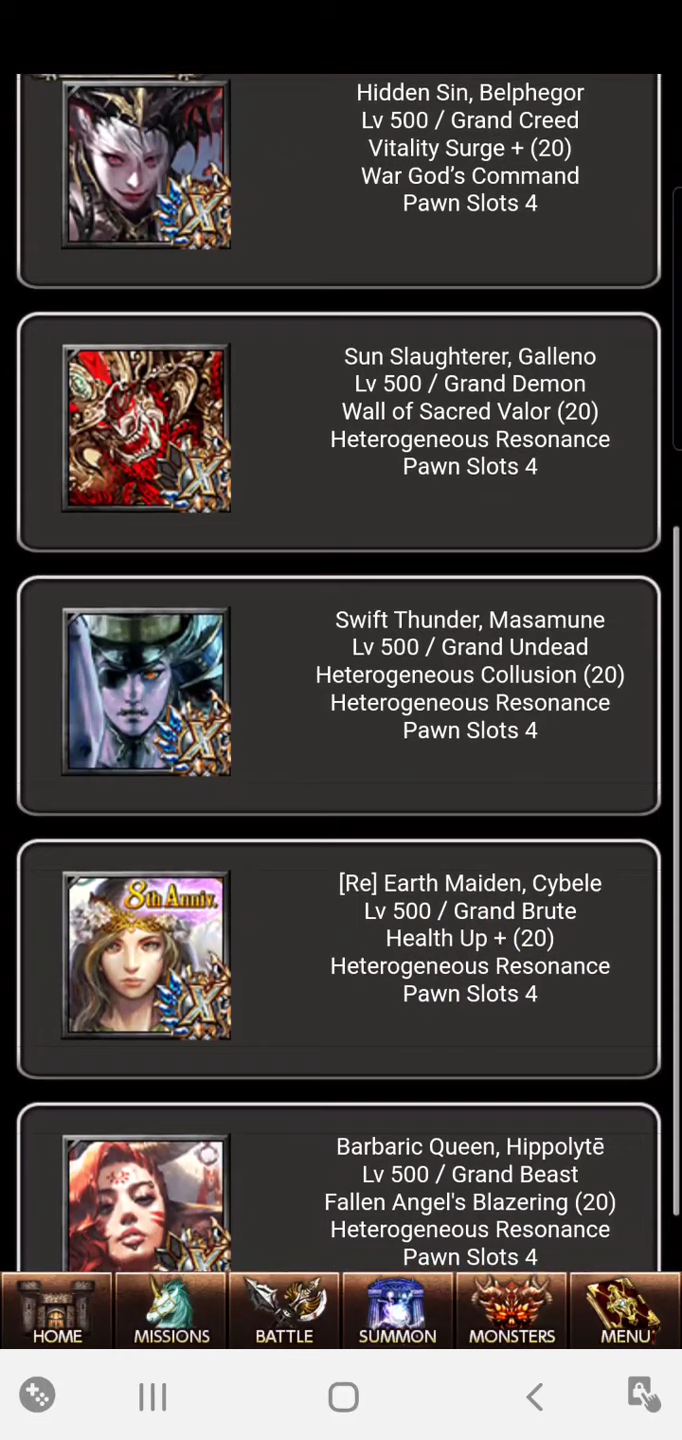 Hidden Sin, Belphegor
Lv 500 / Grand Creed
Vitality Surge + (20)
War God’s Command
Pawn Slots 4
X
Sun Slaughterer, Galleno
Lv 500 / Grand Demon
Wall of Sacred Valor (20)
Heterogeneous Resonance
Pawn Slots 4
X
Swift Thunder, Masamune
Lv 500 / Grand Undead
Heterogeneous Collusion (20)
Heterogeneous Resonance
Pawn Slots 4
X
8th Anniv.
[Re] Earth Maiden, Cybele
Lv 500 / Grand Brute
Health Up + (20)
Heterogeneous Resonance
Pawn Slots 4
X
Barbaric Queen, Hippolytē
Lv 500 / Grand Beast
Fallen Angel's Blazering (20)
Heterogeneous Resonance
Pawn Slots 4
X
HOME MISSIONS BATTLE SUMMON MONSTERS MENU